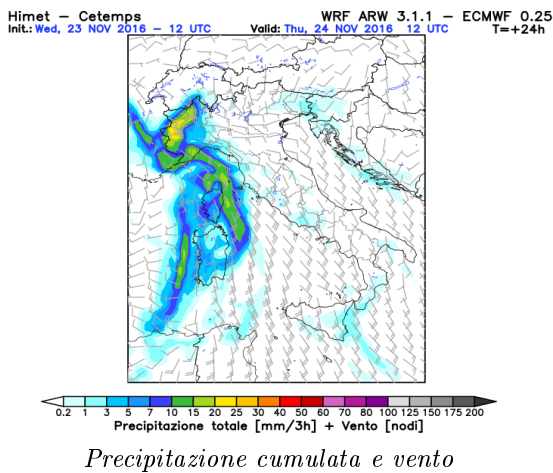 Himet – Cetemps WRF ARW 3.1.1 – ECMWF 0.25
Init.: Wed, 23 NOV 2016 – 12 UTC Valid: Thu, 24 NOV 2016 12 UTC T=+24h
0.2 1 3 5 7 10 15 20 25 30 40 50 60 70 80 100 125 150 175 200
Precipitazione totale [mm/3h] + Vento [nodi]
Precipitazione cumulata e vento